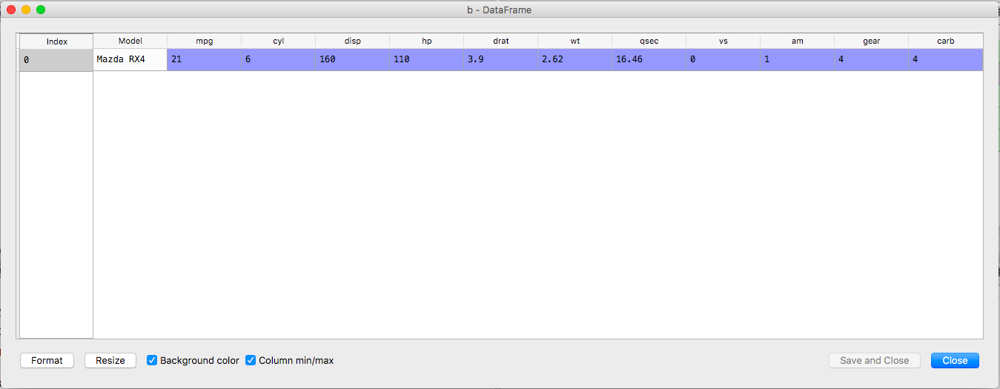 b - DataFrame
Index Model mpg cyl disp hp drat wt qsec vs am gear carb
0 Mazda RX4 21 6 160 110 3.9 2.62 16.46 0 1 4 4
Format Resize Background color Column min/max Save and Close Close